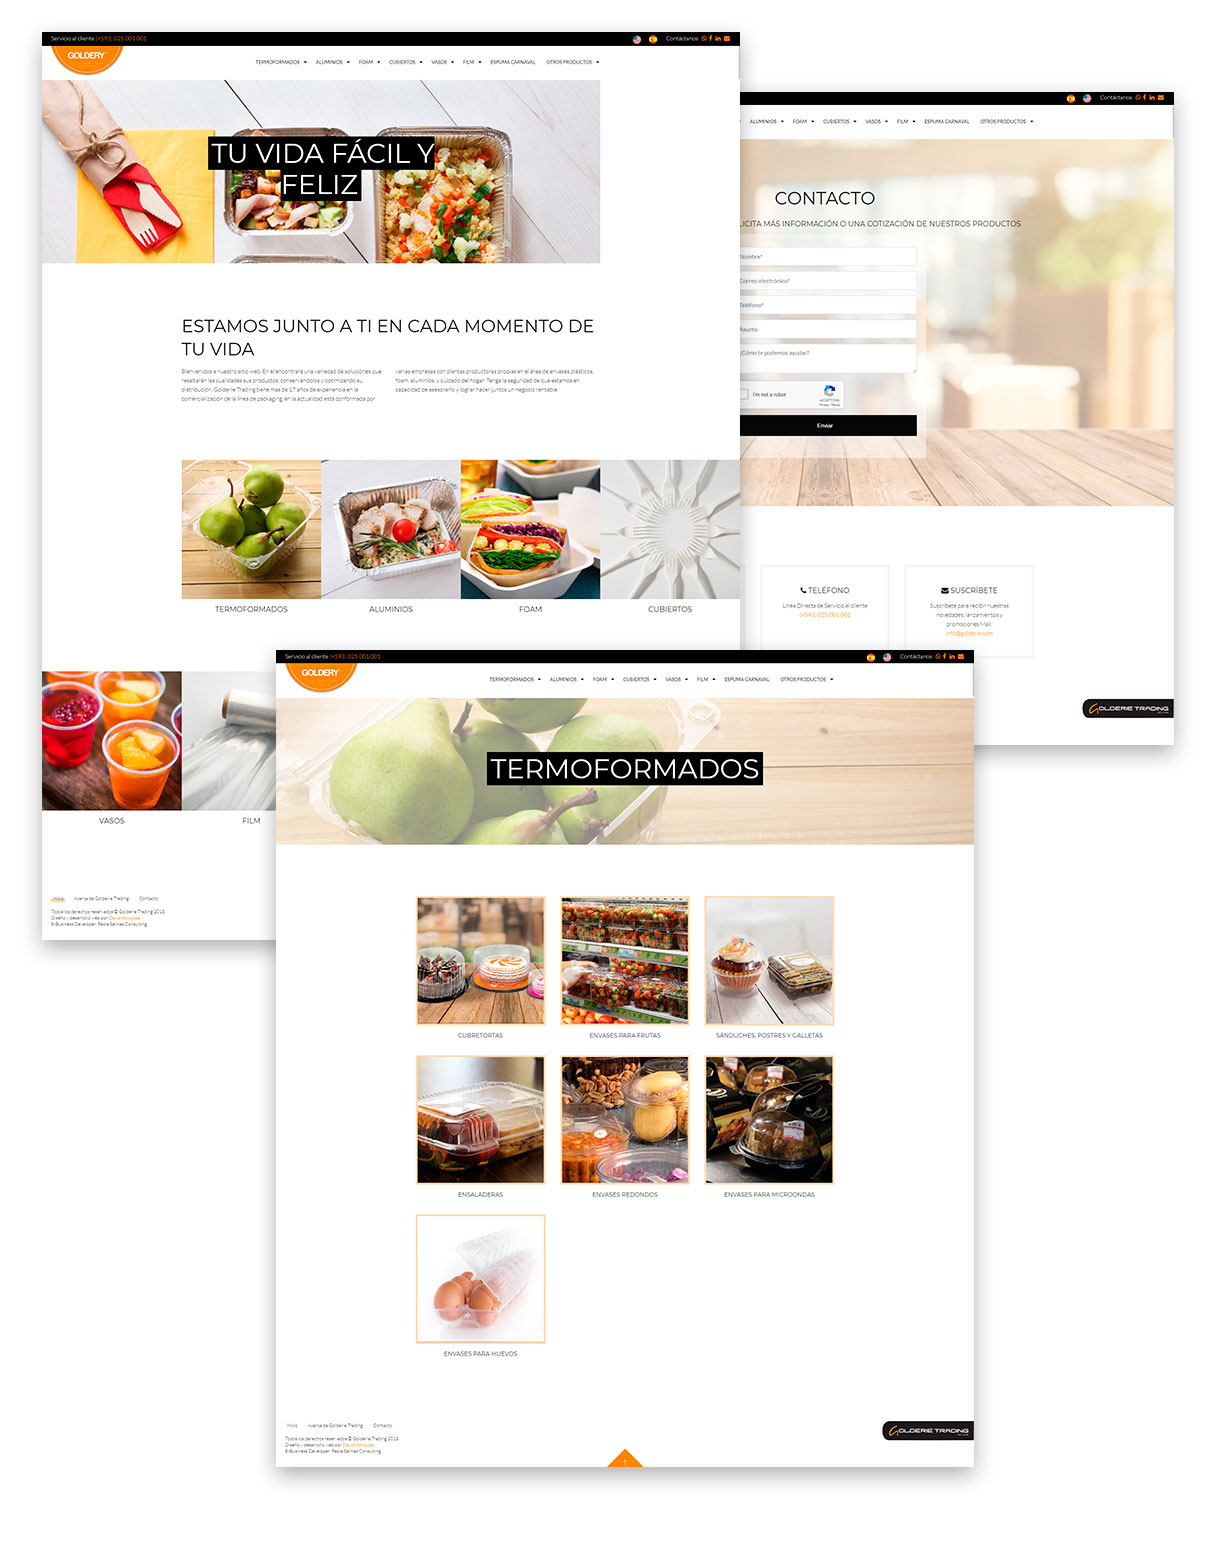 Servicio al cliente (+593) 025 001 001
Contáctanos:
GOLDERY
TERMOFORMADOS ALUMINIOS FOAM CUBIERTOS VASOS FILM ESPUMA CARNAVAL OTROS PRODUCTOS
TU VIDA FÁCIL Y
FELIZ
ESTAMOS JUNTO A TI EN CADA MOMENTO DE
TU VIDA
Bienvenidos a nuestro sitio web. En el encontrará una variedad de soluciones que
resaltarán las cualidades sus productos, conservándolos y optimizando su
distribución. Golderie Trading tiene mas de 17 años de experiencia en la
comercialización de la línea de packaging, en la actualidad está conformada por
varias empresas con plantas productoras propias en el área de envases plásticos,
foam, aluminios, y cuidado del hogar. Tenga la seguridad de que estamos en
capacidad de asesorarlo y lograr hacer juntos un negocio rentable.
TERMOFORMADOS
ALUMINIOS
FOAM
CUBIERTOS
VASOS
FILM
Inicio Acerca de Golderie Trading Contacto
Todos los derechos reservados © Golderie Trading 2018
Diseño y desarrollo web por David Hinojosa
E-Business Developer: Paola Salinas Consulting
Contáctanos:
ALUMINIOS FOAM CUBIERTOS VASOS FILM ESPUMA CARNAVAL OTROS PRODUCTOS
CONTACTO
LICITA MÁS INFORMACIÓN O UNA COTIZACIÓN DE NUESTROS PRODUCTOS
Nombre*
Correo electrónico*
Teléfono*
Asunto
¿Cómo te podemos ayudar?
I'm not a robot
reCAPTCHA
Privacy - Terms
Enviar
TELÉFONO
Línea Directa de Servicio al cliente
(+593) 025 001 001
SUSCRÍBETE
Suscríbete para recibir nuestras
novedades, lanzamientos y
promociones Mail:
info@golderie.com
GOLDERIE TRADING
Servicio al cliente (+593) 025 001 001
Contáctanos:
GOLDERY
TERMOFORMADOS ALUMINIOS FOAM CUBIERTOS VASOS FILM ESPUMA CARNAVAL OTROS PRODUCTOS
TERMOFORMADOS
CUBRETORTAS
ENVASES PARA FRUTAS
SÁNDUCHES, POSTRES Y GALLETAS
ENSALADERAS
ENVASES REDONDOS
ENVASES PARA MICROONDAS
ENVASES PARA HUEVOS
Inicio Acerca de Golderie Trading Contacto
Todos los derechos reservados © Golderie Trading 2018
Diseño y desarrollo web por David Hinojosa
E-Business Developer: Paola Salinas Consulting
GOLDERIE TRADING